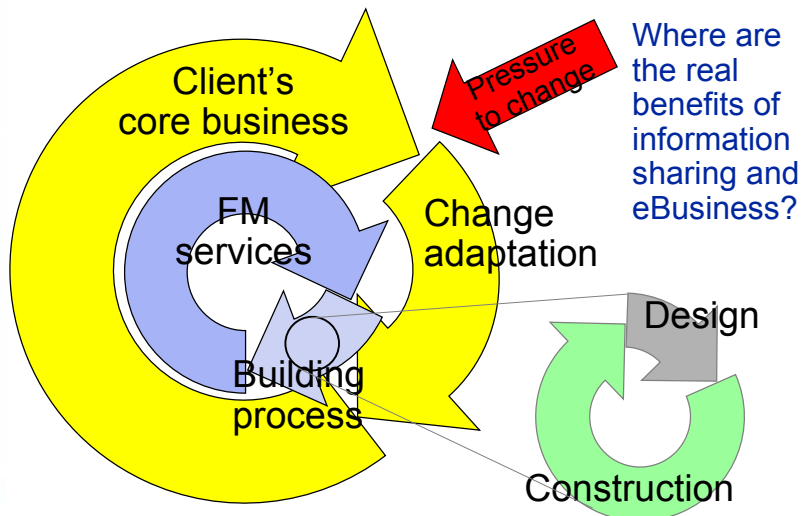 Client's
core business
Pressure
to change
Where are
the real
benefits of
information
sharing and
eBusiness?
FM
services
Change
adaptation
Building
process
Design
Construction